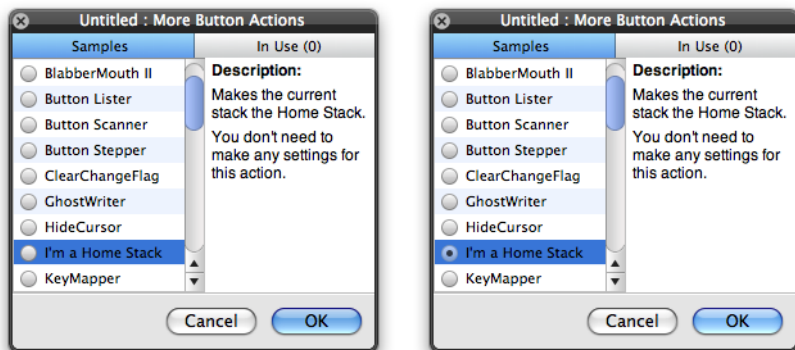 Untitled : More Button Actions
Samples
In Use (0)
BlabberMouth II
Button Lister
Button Scanner
Button Stepper
ClearChangeFlag
GhostWriter
HideCursor
I'm a Home Stack
KeyMapper
Description:
Makes the current
stack the Home Stack.
You don't need to
make any settings for
this action.
Cancel
OK
Untitled : More Button Actions
Samples
In Use (0)
BlabberMouth II
Button Lister
Button Scanner
Button Stepper
ClearChangeFlag
GhostWriter
HideCursor
I'm a Home Stack
KeyMapper
Description:
Makes the current
stack the Home Stack.
You don't need to
make any settings for
this action.
Cancel
OK